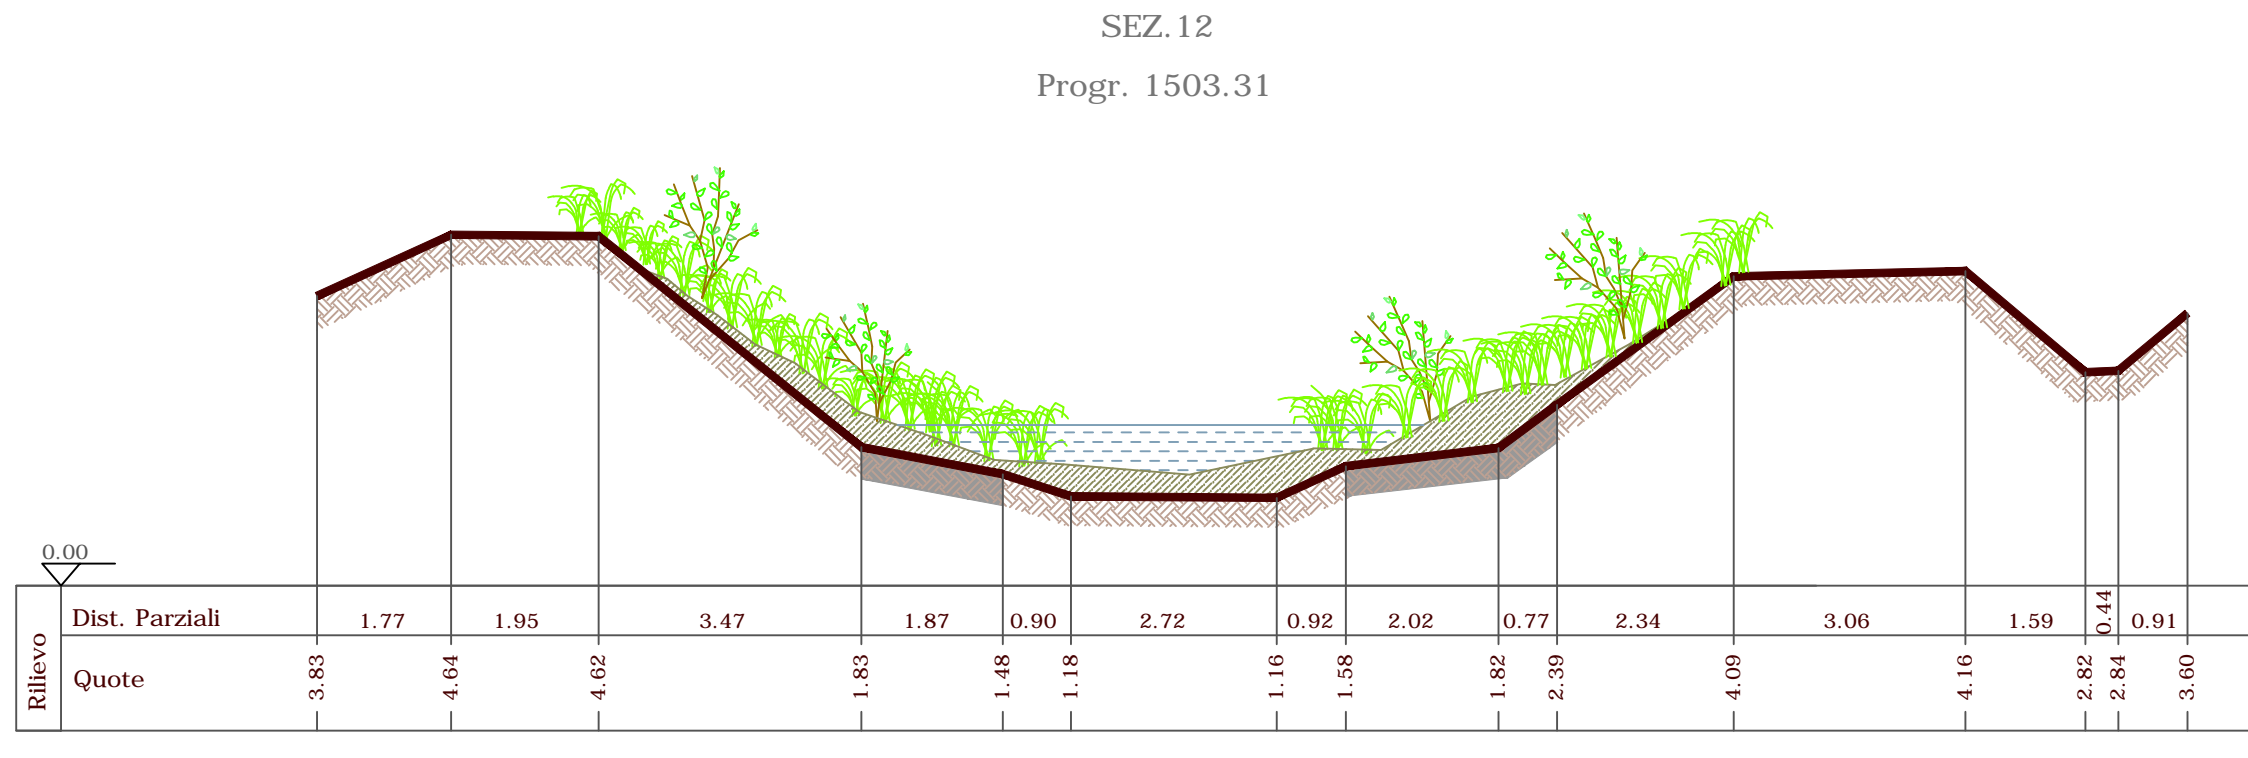 SEZ.12
Progr. 1503.31
0.00
Rilievo
Dist. Parziali
1.77 1.95 3.47 1.87 0.90 2.72 0.92 2.02 0.77 2.34 3.06 1.59 0.44 0.91
Quote
3.83 4.64 4.62 1.83 1.48 1.18 1.16 1.58 1.82 2.39 4.09 4.16 2.82 2.84 3.60